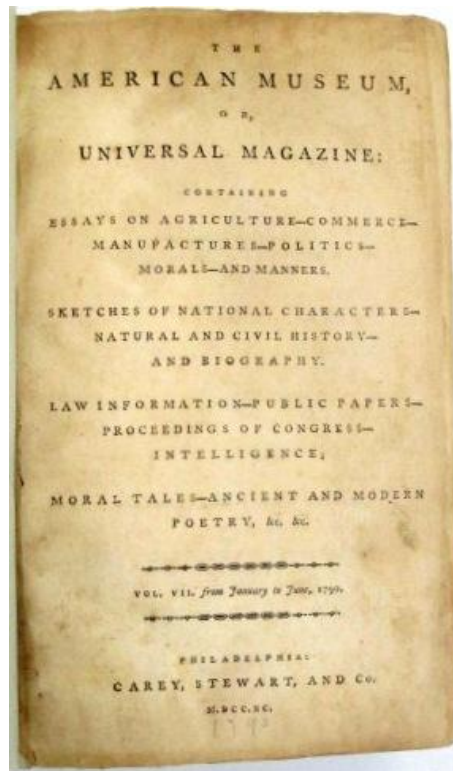 THE
AMERICAN MUSEUM,
OR,
UNIVERSAL MAGAZINE:
CONTAINING
ESSAYS ON AGRICULTURE—COMMERCE—
MANUFACTURES—POLITICS—
MORALS—AND MANNERS.
SKETCHES OF NATIONAL CHARACTERS—
NATURAL AND CIVIL HISTORY—
AND BIOGRAPHY.
LAW INFORMATION—PUBLIC PAPERS—
PROCEEDINGS OF CONGRESS—
INTELLIGENCE;
MORAL TALES—ANCIENT AND MODERN
POETRY, &c. &c.
VOL. VII. from January to June, 1790.
PHILADELPHIA:
CAREY, STEWART, AND Co.
M.DCC.XC.
1790